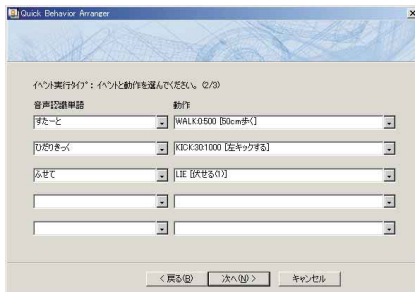 Quick Behavior Arranger
イベント実行タイプ：イベントと動作を選んでください。(2/3)
音声認識単語 動作
すたーと WALK:0:500 [50cm歩く]
ひだりきっく KICK:30:1000 [左キックする]
ふせて LIE [伏せる(1)]
< 戻る(B) 次へ(N) > キャンセル